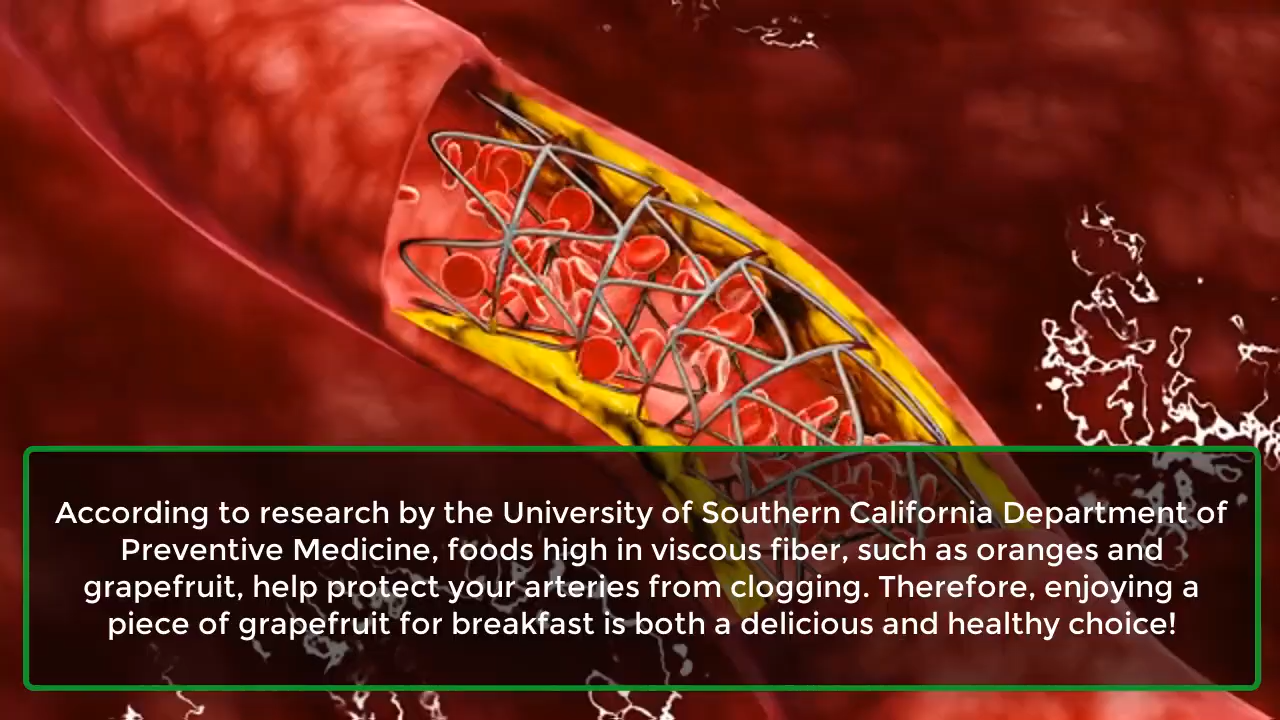 According to research by the University of Southern California Department of
Preventive Medicine, foods high in viscous fiber, such as oranges and
grapefruit, help protect your arteries from clogging. Therefore, enjoying a
piece of grapefruit for breakfast is both a delicious and healthy choice!